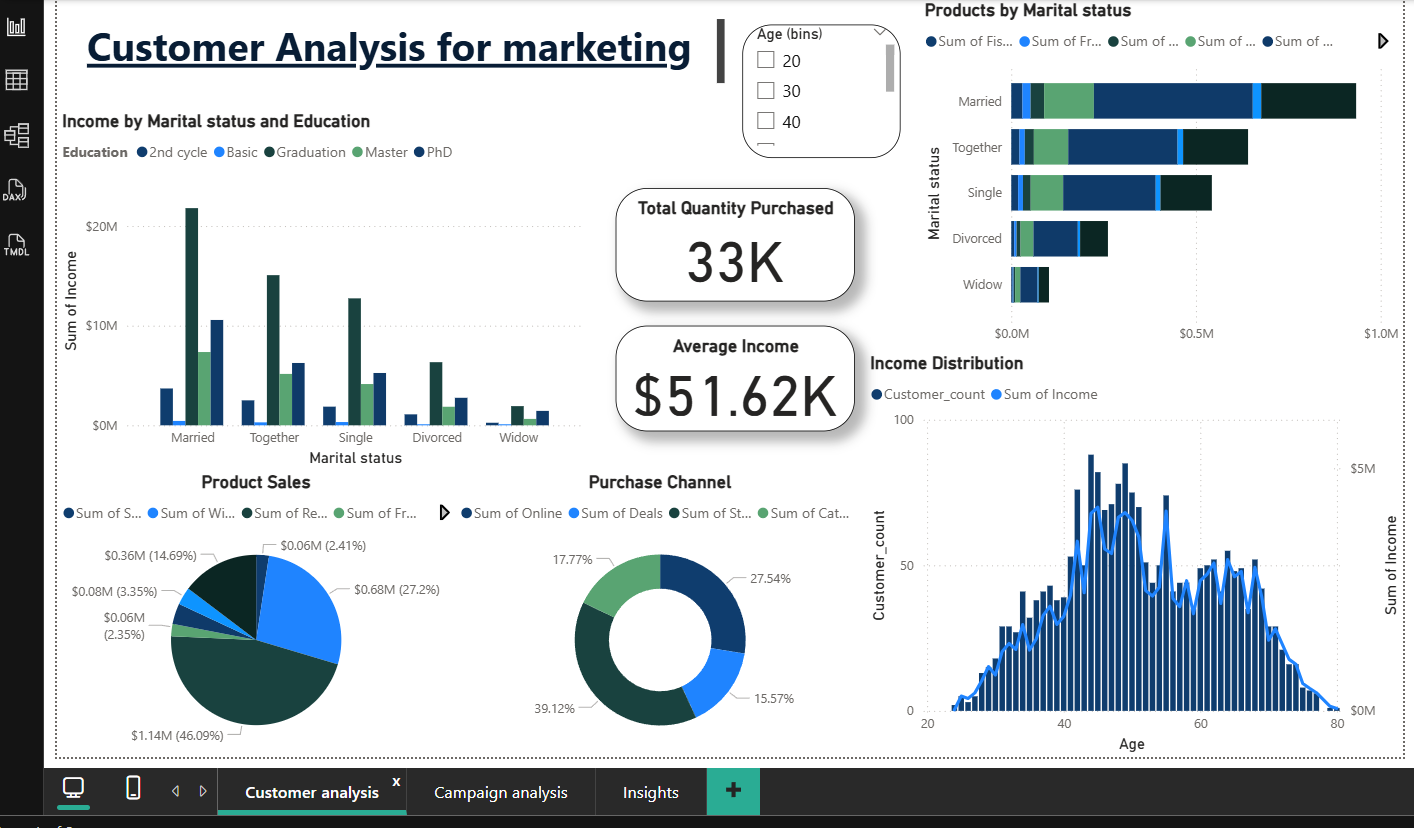 DAX
TMDL
Customer Analysis for marketing
Age (bins)
20
30
40
Income by Marital status and Education
Education 2nd cycle Basic Graduation Master PhD
Sum of Income
$20M
$10M
$0M
Married Together Single Divorced Widow
Marital status
Total Quantity Purchased
33K
Average Income
$51.62K
Products by Marital status
Sum of Fis... Sum of Fr... Sum of ... Sum of ... Sum of ...
Marital status
Married
Together
Single
Divorced
Widow
$0.0M $0.5M $1.0M
Income Distribution
Customer_count Sum of Income
Customer_count
100
50
0
$5M
$0M
Sum of Income
20 40 60 80
Age
Product Sales
Sum of S... Sum of Wi... Sum of Re... Sum of Fr...
$0.06M (2.41%)
$0.68M (27.2%)
$1.14M (46.09%)
$0.06M
(2.35%)
$0.08M (3.35%)
$0.36M (14.69%)
Purchase Channel
Sum of Online Sum of Deals Sum of St... Sum of Cat...
27.54%
15.57%
39.12%
17.77%
Customer analysis x
Campaign analysis
Insights
+